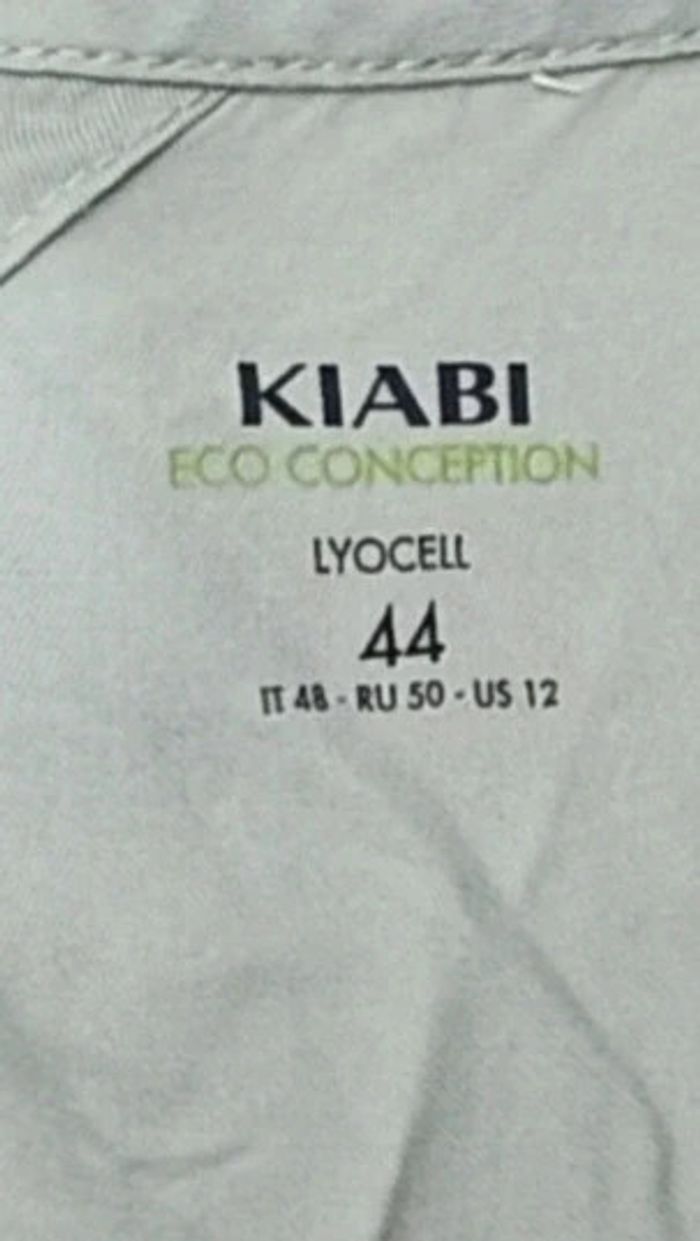 KIABI
ECO CONCEPTION
LYOCELL
44
IT 48 - RU 50 - US 12